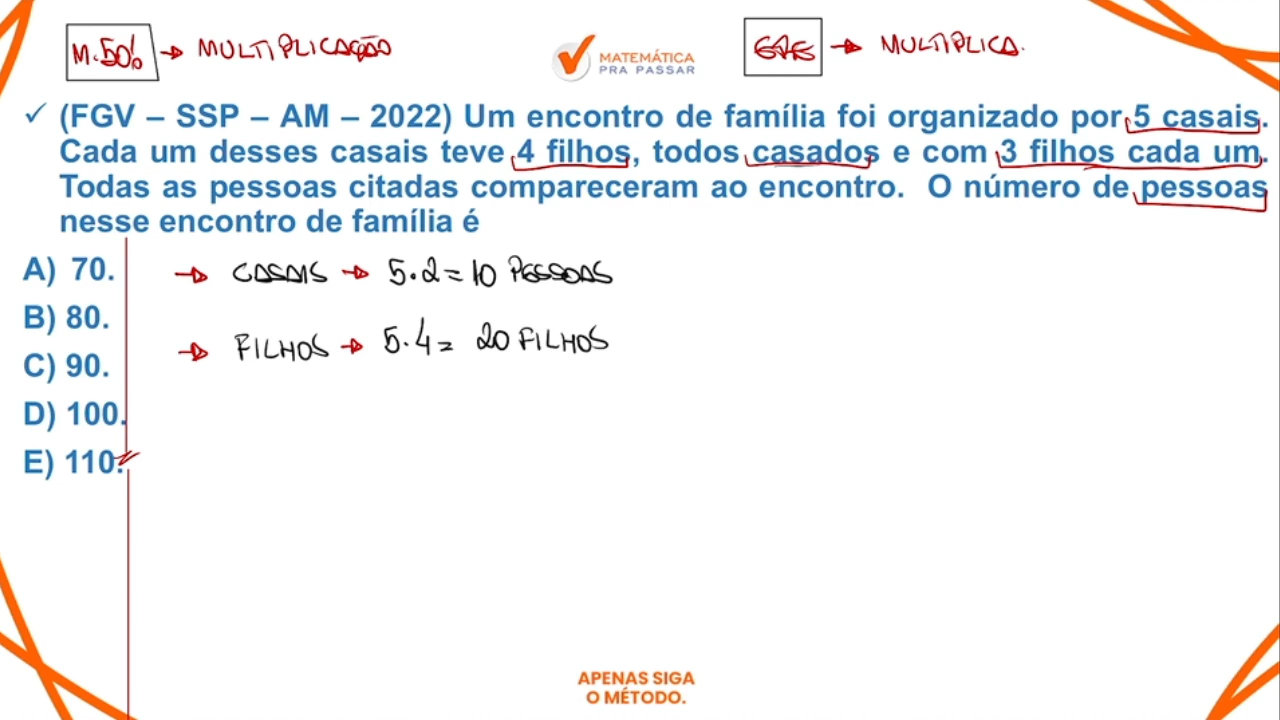 M.50% → MULTIPLICAÇÃO
MATEMÁTICA
PRA PASSAR
→ MULTIPLICA.
✓ (FGV – SSP – AM – 2022) Um encontro de família foi organizado por 5 casais.
Cada um desses casais teve 4 filhos, todos casados e com 3 filhos cada um.
Todas as pessoas citadas compareceram ao encontro. O número de pessoas
nesse encontro de família é
A) 70.
→ CASAIS → 5.2 = 10 PESSOAS
B) 80.
→ FILHOS → 5.4 = 20 FILHOS
C) 90.
D) 100.
E) 110.
APENAS SIGA
O MÉTODO.